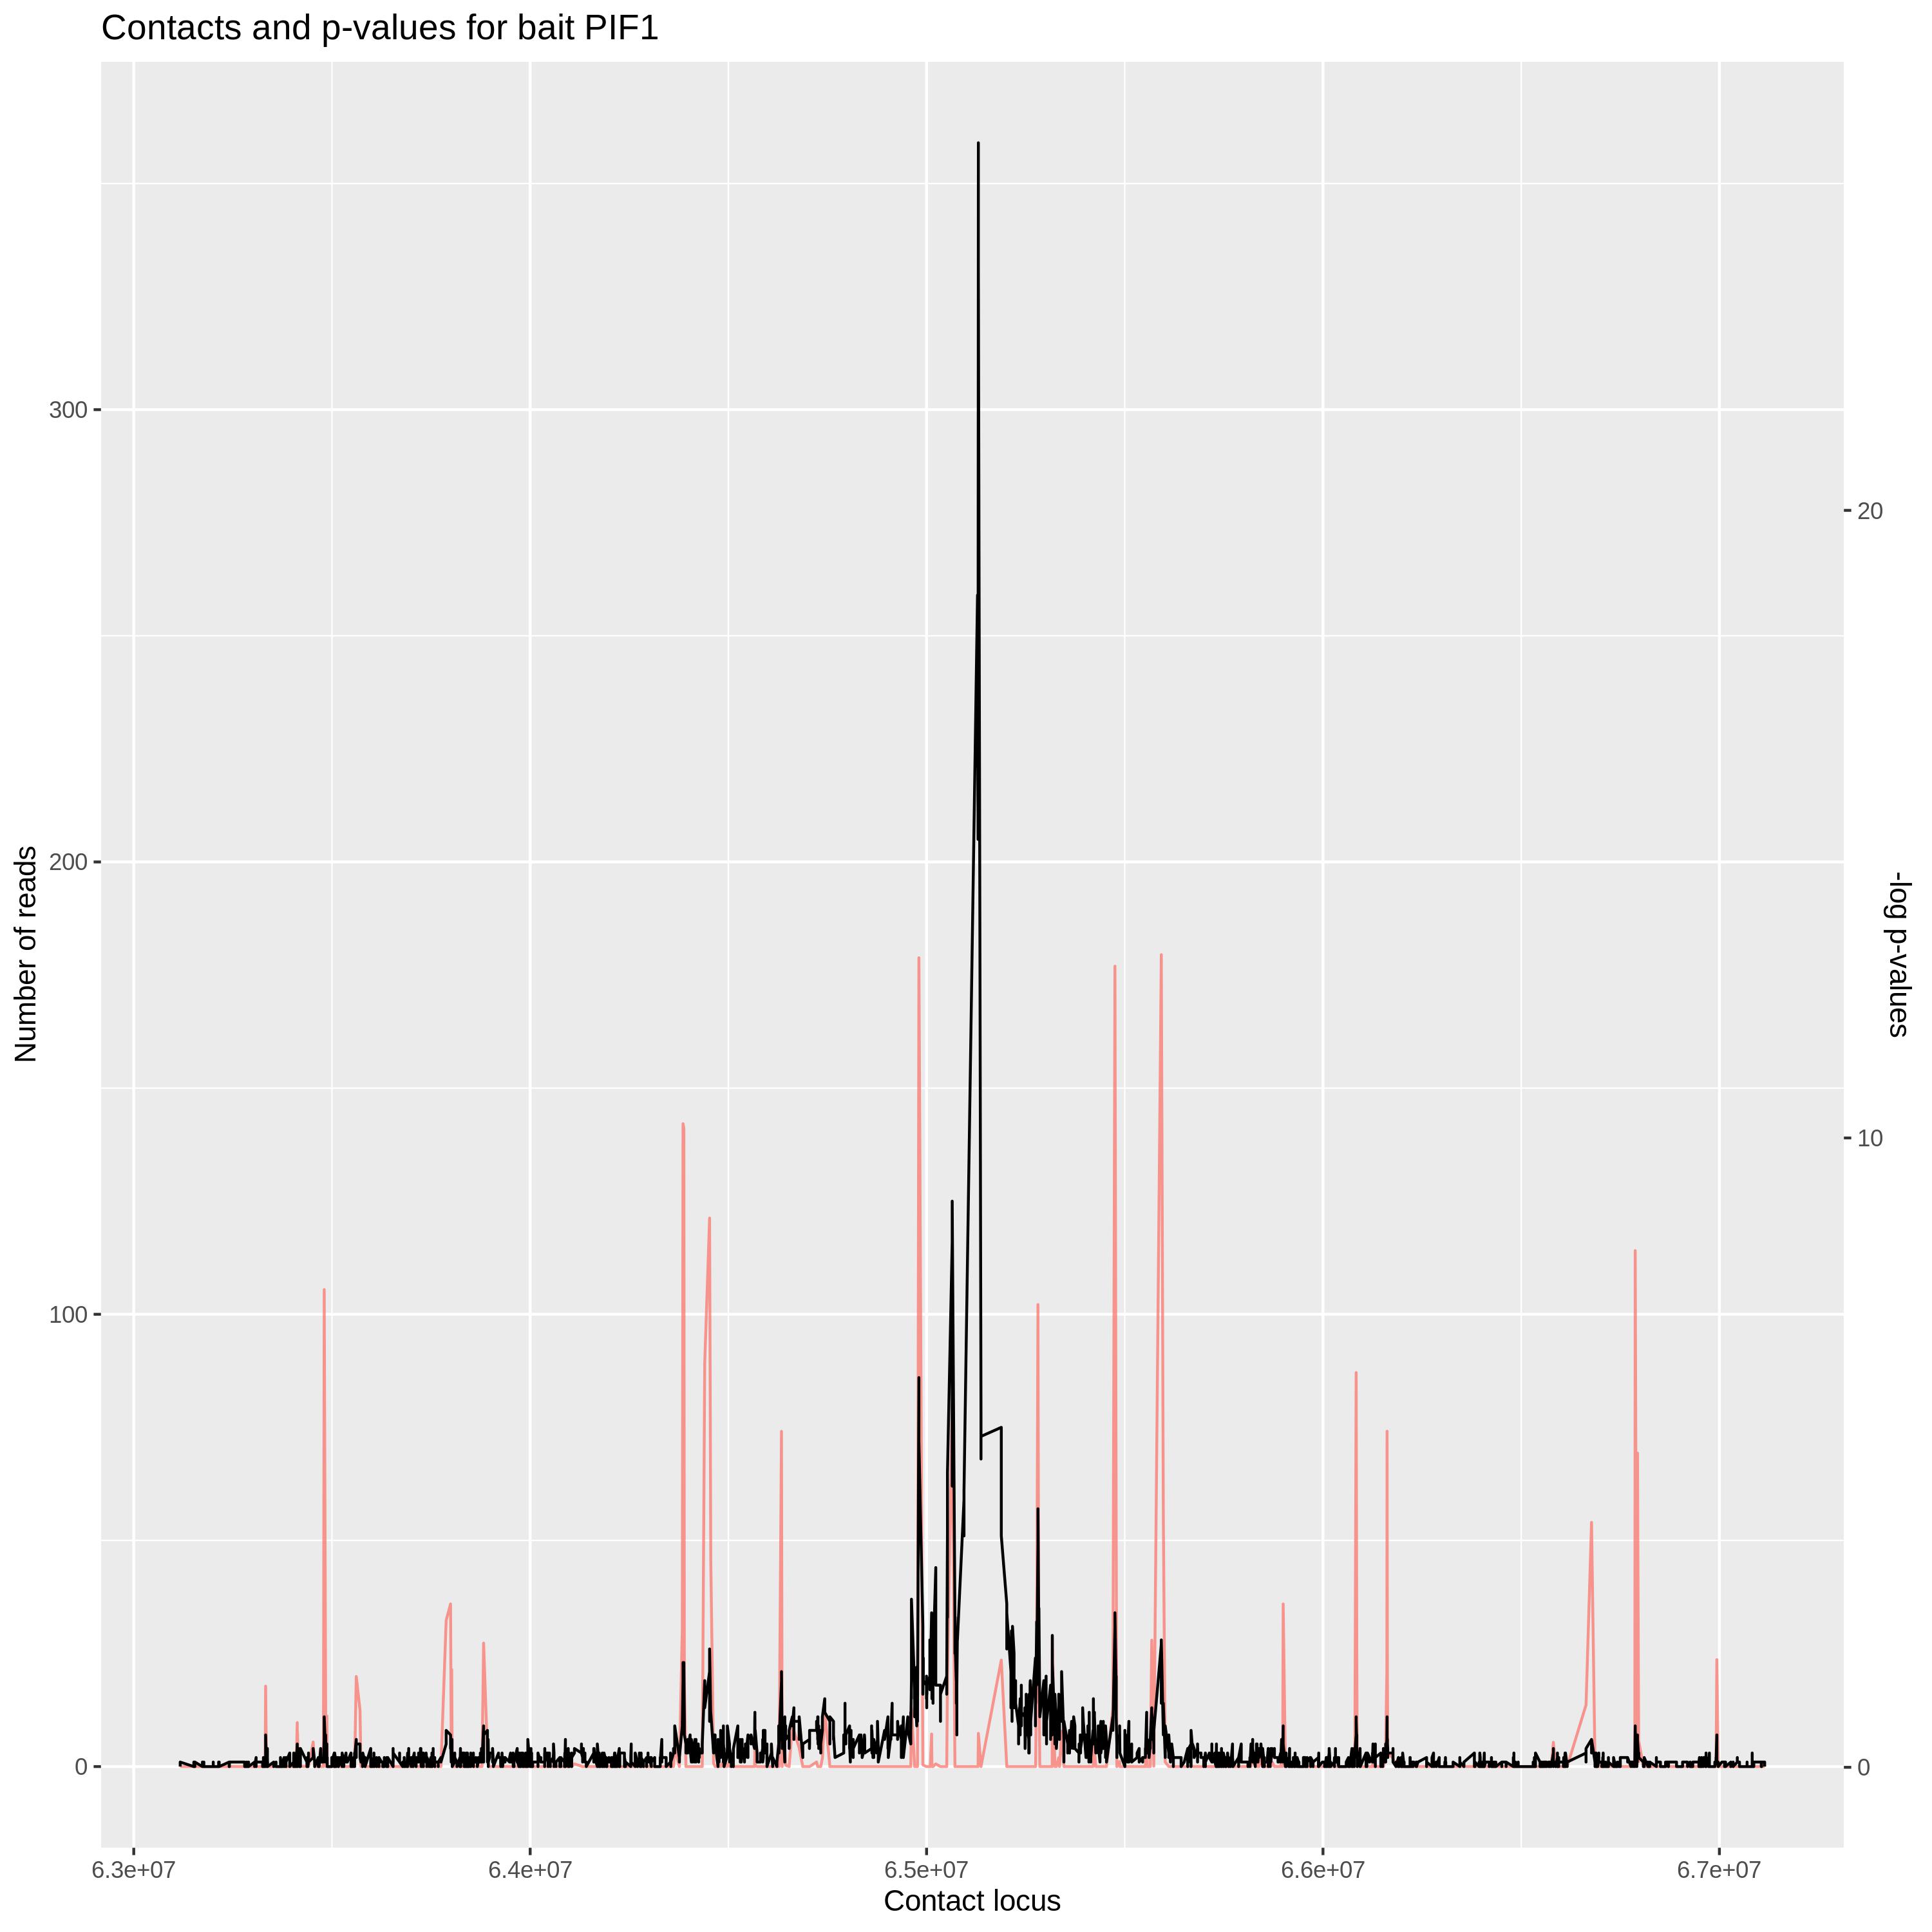 Contacts and p-values for bait PIF1
300
200
100
0
Number of reads
20
10
0
-log p-values
6.3e+07
6.4e+07
6.5e+07
6.6e+07
6.7e+07
Contact locus